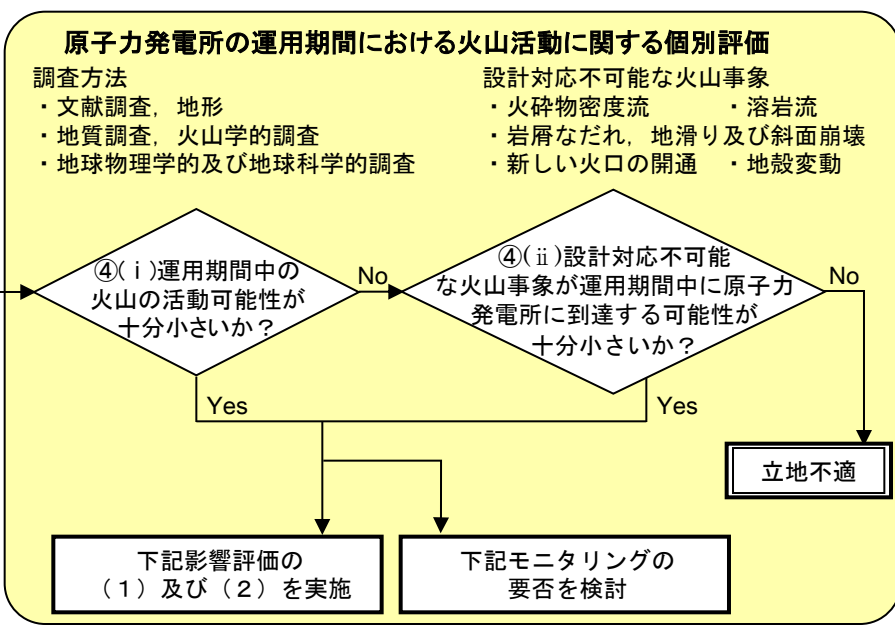 原子力発電所の運用期間における火山活動に関する個別評価
調査方法
・文献調査，地形
・地質調査，火山学的調査
・地球物理学的及び地球科学的調査
設計対応不可能な火山事象
・火砕物密度流　・溶岩流
・岩屑なだれ，地滑り及び斜面崩壊
・新しい火口の開通　・地殻変動
④(ⅰ)運用期間中の
火山の活動可能性が
十分小さいか？
No
④(ⅱ)設計対応不可能
な火山事象が運用期間中に原子力
発電所に到達する可能性が
十分小さいか？
No
Yes
Yes
立地不適
下記影響評価の
（１）及び（２）を実施
下記モニタリングの
要否を検討